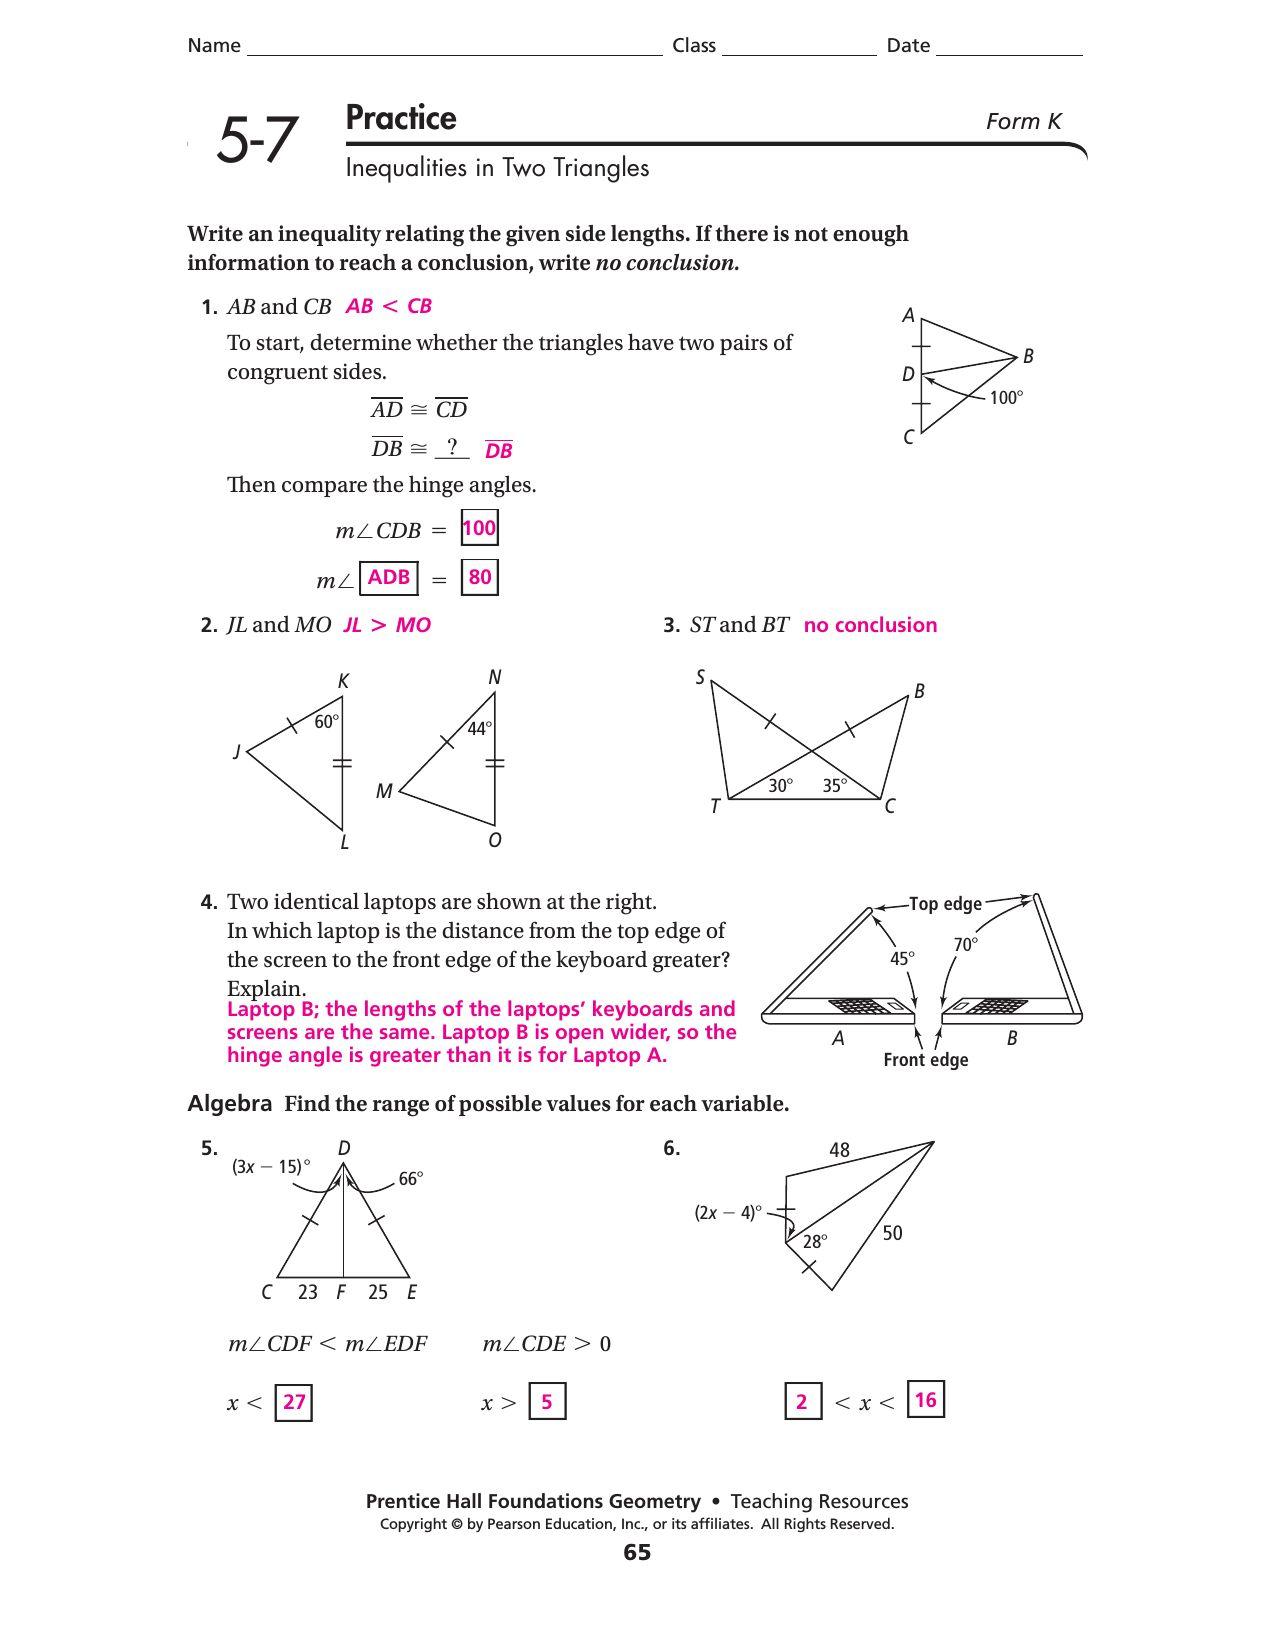 Name Class Date
5-7 Practice Form K
Inequalities in Two Triangles
Write an inequality relating the given side lengths. If there is not enough
information to reach a conclusion, write no conclusion.
1. AB and CB AB < CB
To start, determine whether the triangles have two pairs of
congruent sides.
AD ≅ CD
DB ≅ ? DB
Then compare the hinge angles.
m∠CDB = 100
m∠ ADB = 80
A
B
D
100°
C
2. JL and MO JL > MO
3. ST and BT no conclusion
K
60°
J
L
N
44°
M
O
S
B
30° 35°
T
C
4. Two identical laptops are shown at the right.
In which laptop is the distance from the top edge of
the screen to the front edge of the keyboard greater?
Explain.
Laptop B; the lengths of the laptops’ keyboards and
screens are the same. Laptop B is open wider, so the
hinge angle is greater than it is for Laptop A.
Top edge
45°
70°
A
B
Front edge
Algebra Find the range of possible values for each variable.
5.
D
(3x − 15)°
66°
C 23 F 25 E
m∠CDF < m∠EDF m∠CDE > 0
x < 27 x > 5
6.
48
(2x − 4)°
28°
50
2 < x < 16
Prentice Hall Foundations Geometry • Teaching Resources
Copyright © by Pearson Education, Inc., or its affiliates. All Rights Reserved.
65